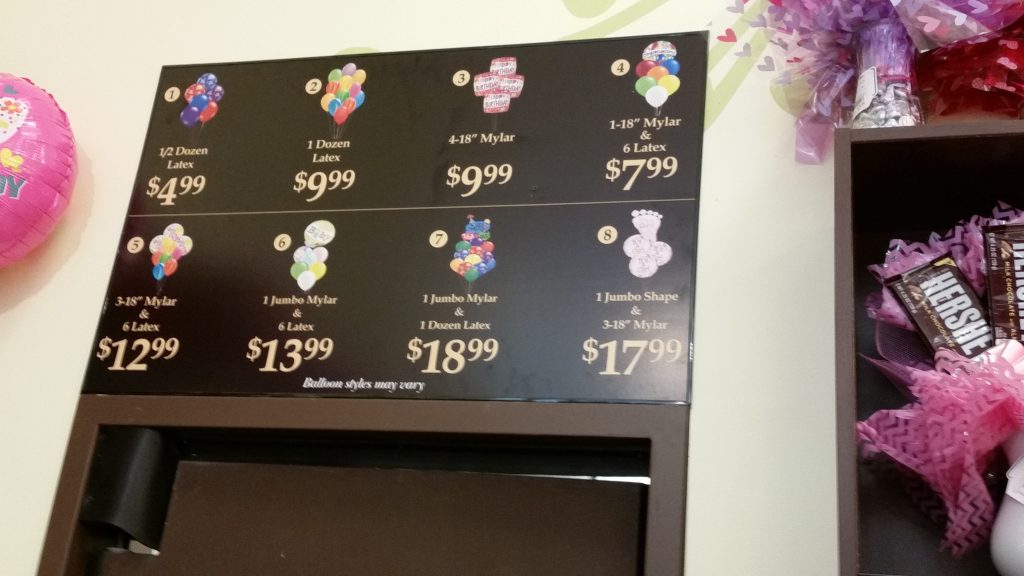 1
1/2 Dozen
Latex
$4.99
2
1 Dozen
Latex
$9.99
3
4-18" Mylar
$9.99
4
1-18" Mylar
&
6 Latex
$7.99
5
3-18" Mylar
&
6 Latex
$12.99
6
1 Jumbo Mylar
&
6 Latex
$13.99
7
1 Jumbo Mylar
&
1 Dozen Latex
$18.99
8
1 Jumbo Shape
&
3-18" Mylar
$17.99
Balloon styles may vary
BIRTHDAY
MILK CHOCOLATE